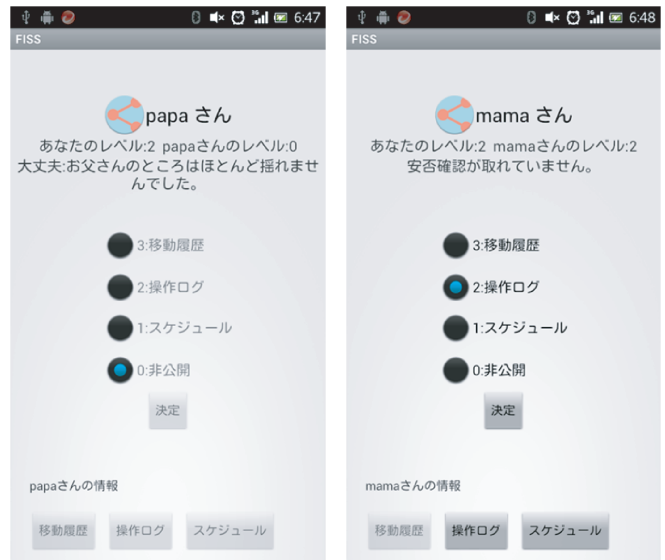 3G 6:47
FISS
papa さん
あなたのレベル:2 papaさんのレベル:0
大丈夫:お父さんのところはほとんど揺れませ
んでした。
3:移動履歴
2:操作ログ
1:スケジュール
0:非公開
決定
papaさんの情報
移動履歴 操作ログ スケジュール
3G 6:48
FISS
mama さん
あなたのレベル:2 mamaさんのレベル:2
安否確認が取れていません。
3:移動履歴
2:操作ログ
1:スケジュール
0:非公開
決定
mamaさんの情報
移動履歴 操作ログ スケジュール